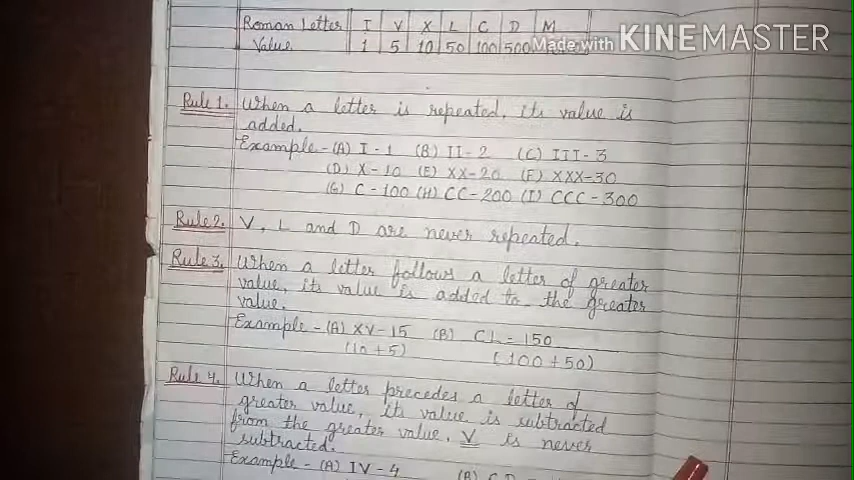 Roman Letter I V X L C D M
Value 1 5 10 50 100 500
Made with KINEMASTER
Rule 1. When a letter is repeated, its value is
added.
Example - (A) I - 1 (B) II - 2 (C) III - 3
(D) X - 10 (E) XX - 20 (F) XXX - 30
(G) C - 100 (H) CC - 200 (I) CCC - 300
Rule 2. V, L and D are never repeated.
Rule 3. When a letter follows a letter of greater
value, its value is added to the greater
value.
Example - (A) XV - 15 (B) CL = 150
(10 + 5) (100 + 50)
Rule 4. When a letter precedes a letter of
greater value, its value is subtracted
from the greater value. V is never
subtracted.
Example - (A) IV - 4 (B) CD